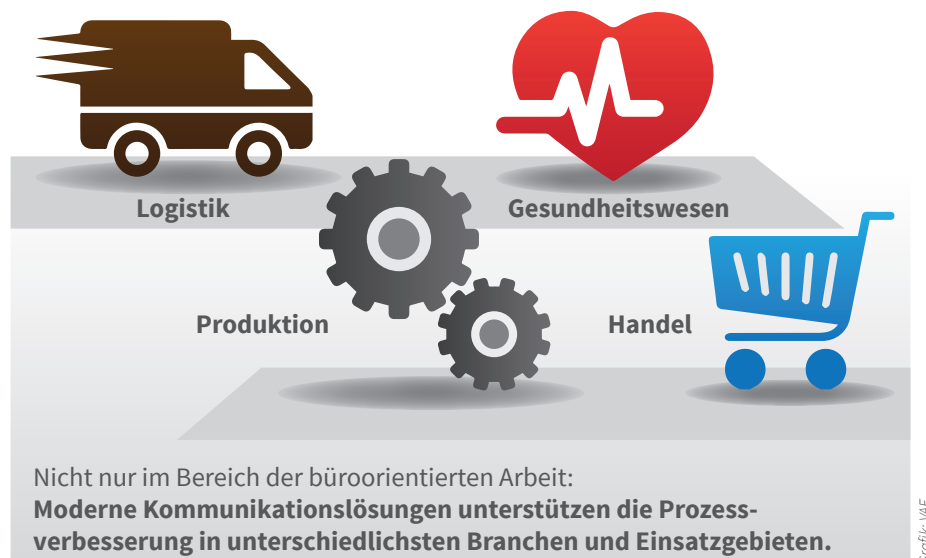 Logistik
Gesundheitswesen
Produktion
Handel
Nicht nur im Bereich der büroorientierten Arbeit:
Moderne Kommunikationslösungen unterstützen die Prozess-
verbesserung in unterschiedlichsten Branchen und Einsatzgebieten.
Grafik: VAF